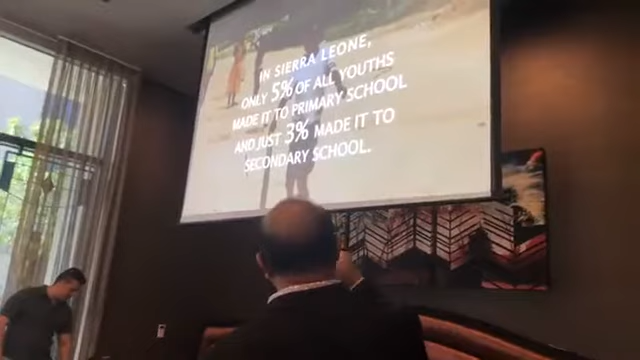 IN SIERRA LEONE,
ONLY 5% OF ALL YOUTHS
MADE IT TO PRIMARY SCHOOL
AND JUST 3% MADE IT TO
SECONDARY SCHOOL.